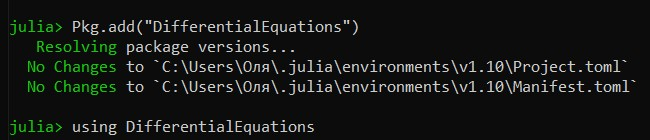 julia> Pkg.add("DifferentialEquations")
Resolving package versions...
No Changes to `C:\Users\Оля\.julia\environments\v1.10\Project.toml`
No Changes to `C:\Users\Оля\.julia\environments\v1.10\Manifest.toml`
julia> using DifferentialEquations